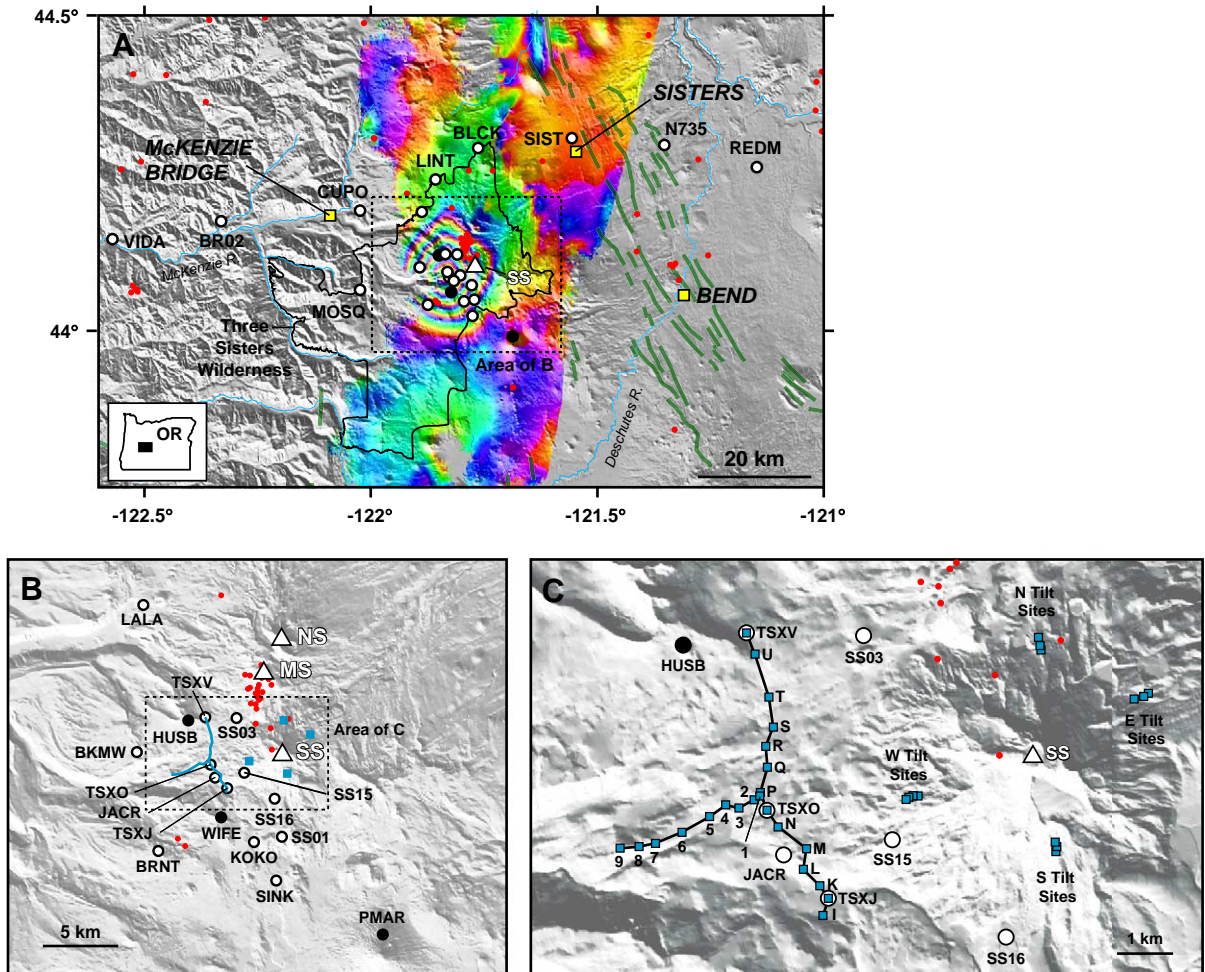 44.5°
A
SISTERS
N735
REDM
BLCK
SIST
McKENZIE
BRIDGE
LINT
CUPO
VIDA
BR02
McKenzie R.
SS
BEND
MOSQ
44°
Three
Sisters
Wilderness
Area of B
Deschutes R.
OR
20 km
-122.5°
-122°
-121.5°
-121°
B
LALA
NS
MS
TSXV
Area of C
HUSB
SS03
BKMW
SS
TSXO
JACR
TSXJ
SS15
SS16
WIFE
SS01
KOKO
BRNT
SINK
PMAR
5 km
C
N Tilt
Sites
TSXV
HUSB
U
SS03
T
E Tilt
Sites
S
R
SS
W Tilt
Sites
Q
2
P
TSXO
4
3
5
N
6
1
M
9
8
7
JACR
L
SS15
K
S Tilt
Sites
TSXJ
I
SS16
1 km